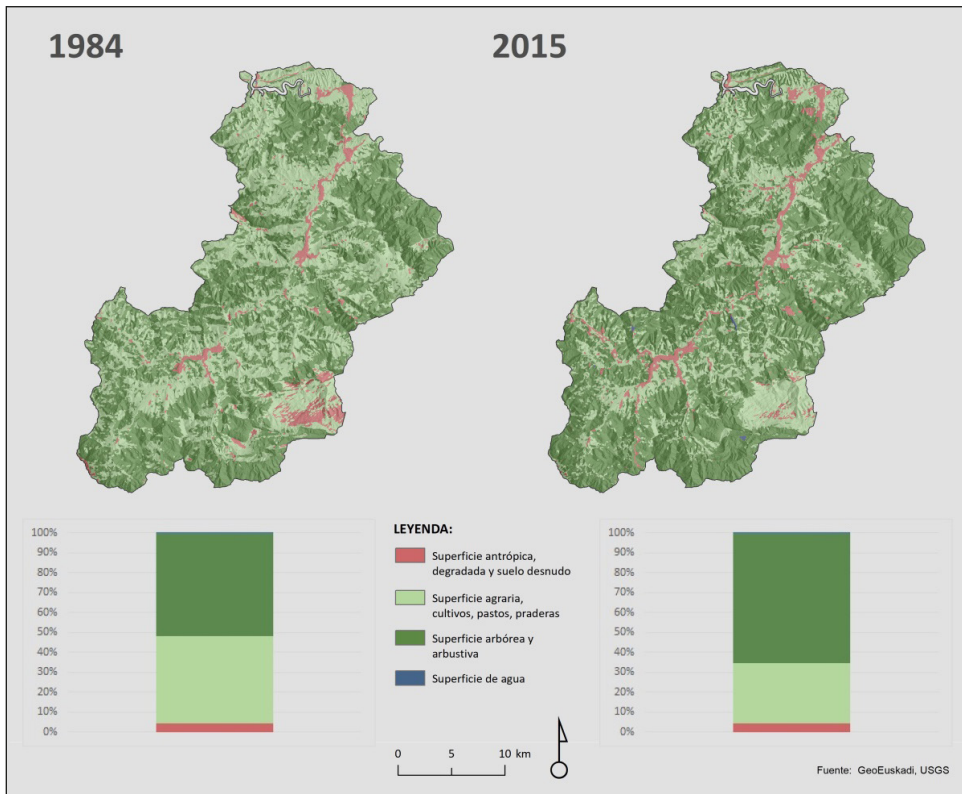 1984
2015
100%
90%
80%
70%
60%
50%
40%
30%
20%
10%
0%
LEYENDA:
Superficie antrópica,
degradada y suelo desnudo
Superficie agraria,
cultivos, pastos, praderas
Superficie arbórea y
arbustiva
Superficie de agua
0 5 10 km
100%
90%
80%
70%
60%
50%
40%
30%
20%
10%
0%
Fuente: GeoEuskadi, USGS